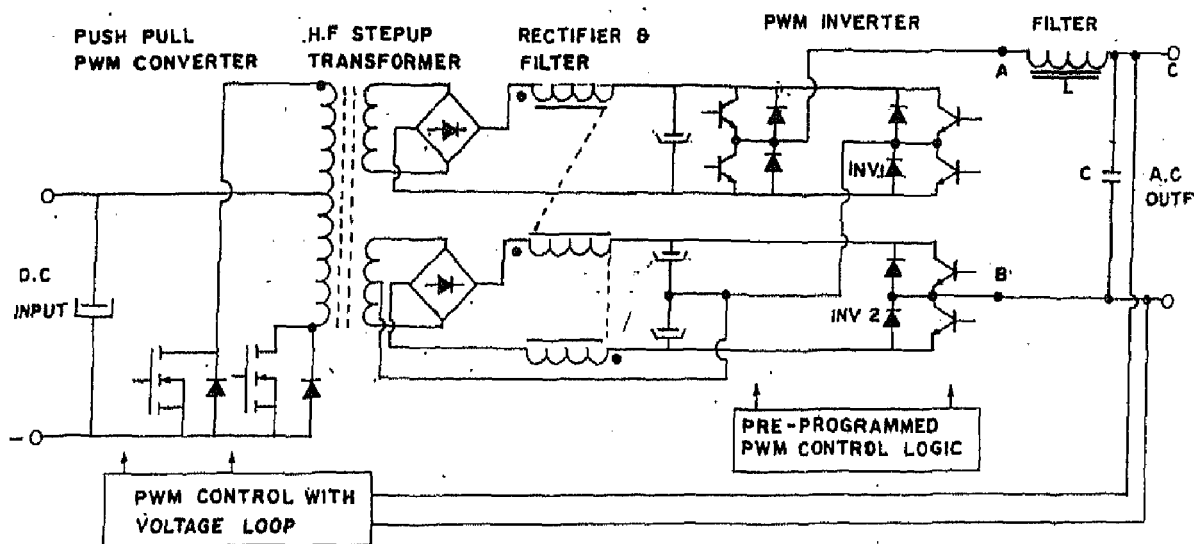 PUSH PULL
PWM CONVERTER
.H.F STEPUP
TRANSFORMER
RECTIFIER &
FILTER
PWM INVERTER
FILTER
A
L
C
INV.1
C
A.C
OUTF
D.C
INPUT
B
INV 2
-
PRE-PROGRAMMED
PWM CONTROL LOGIC
PWM CONTROL WITH
VOLTAGE LOOP